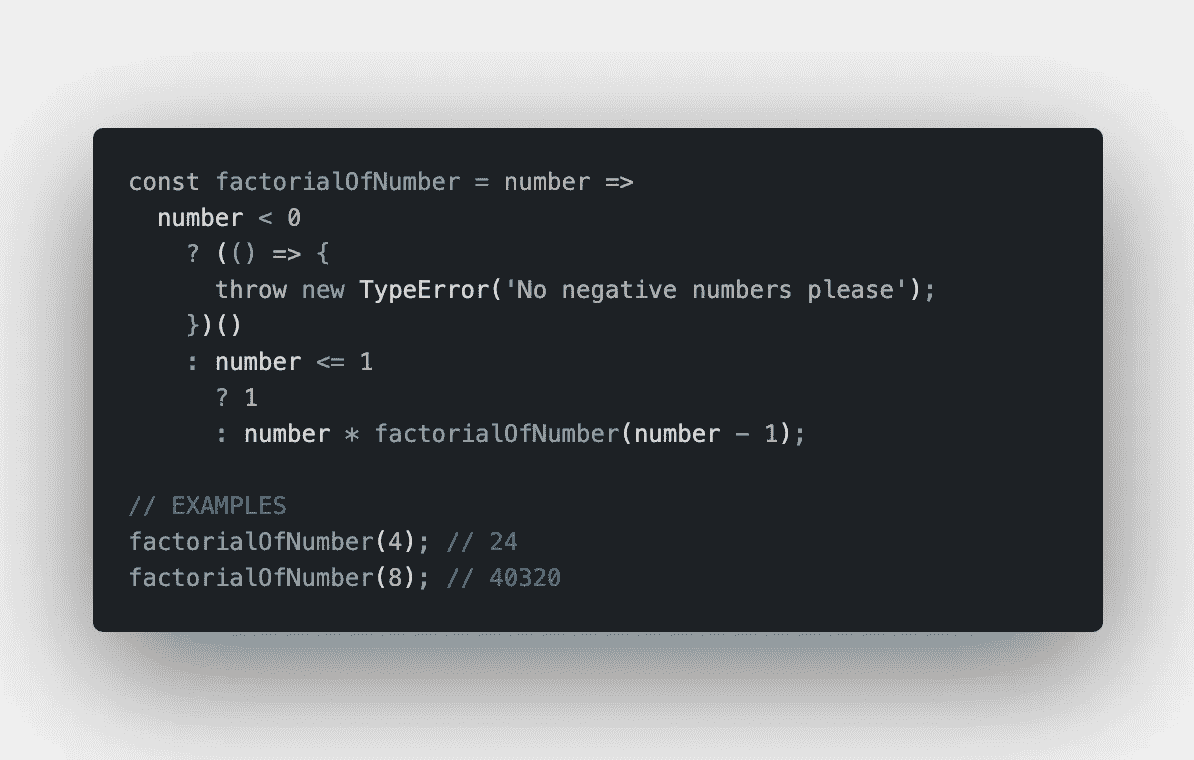 const factorialOfNumber = number =>
  number < 0
    ? (() => {
      throw new TypeError('No negative numbers please');
    })()
    : number <= 1
      ? 1
      : number * factorialOfNumber(number - 1);

// EXAMPLES
factorialOfNumber(4); // 24
factorialOfNumber(8); // 40320